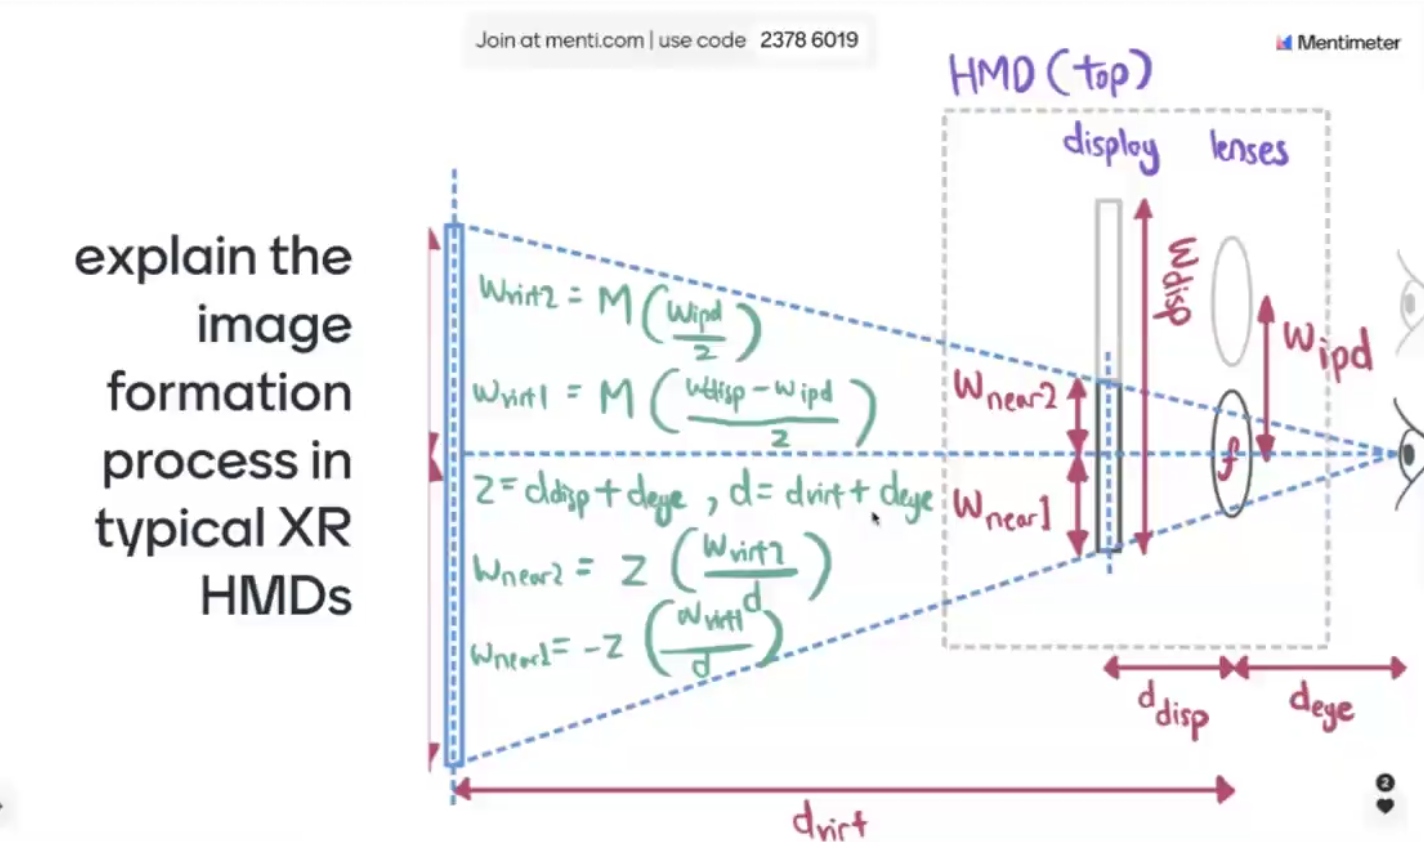 Join at menti.com | use code 2378 6019
Mentimeter
HMD (top)
display
lenses
explain the
image
formation
process in
typical XR
HMDs
Wvirt2 = M (Wipd / 2)
Wvirt1 = M (Wdisp - Wipd / 2)
z = ddisp + deye , d = dvirt + deye
Wnear2 = z (Wvirt2 / d)
Wnear1 = -z (Wvirt1 / d)
Wdisp
Wipd
Wnear2
f
Wnear1
ddisp
deye
dvirt
2